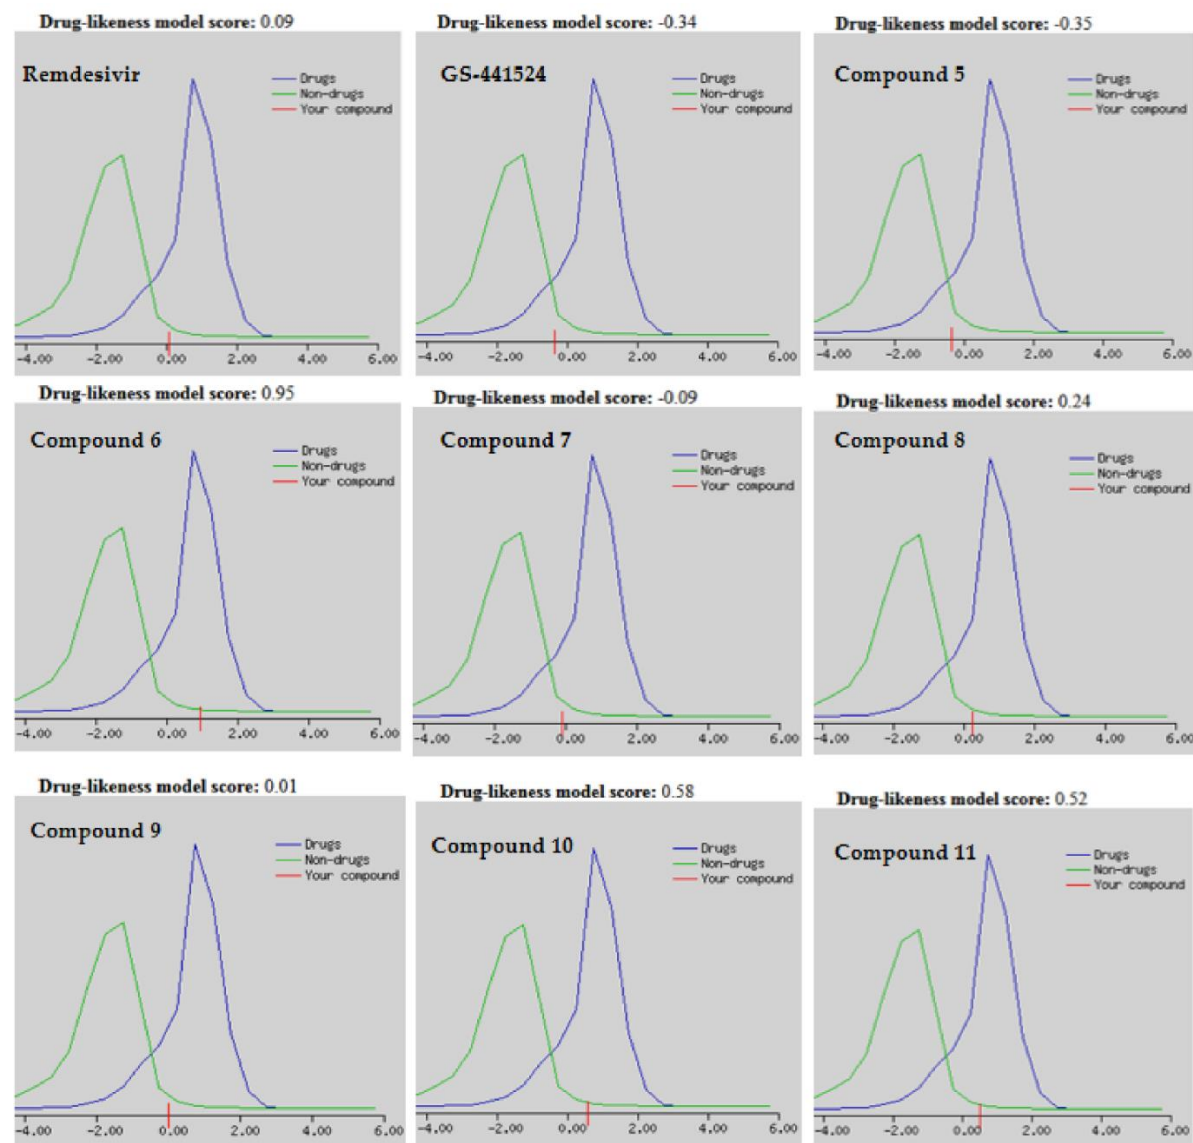 Drug-likeness model score: 0.09
Remdesivir
Drugs
Non-drugs
Your compound
-4.00 -2.00 0.00 2.00 4.00 6.00
Drug-likeness model score: -0.34
GS-441524
Drugs
Non-drugs
Your compound
-4.00 -2.00 0.00 2.00 4.00 6.00
Drug-likeness model score: -0.35
Compound 5
Drugs
Non-drugs
Your compound
-4.00 -2.00 0.00 2.00 4.00 6.00
Drug-likeness model score: 0.95
Compound 6
Drugs
Non-drugs
Your compound
-4.00 -2.00 0.00 2.00 4.00 6.00
Drug-likeness model score: -0.09
Compound 7
Drugs
Non-drugs
Your compound
-4.00 -2.00 0.00 2.00 4.00 6.00
Drug-likeness model score: 0.24
Compound 8
Drugs
Non-drugs
Your compound
-4.00 -2.00 0.00 2.00 4.00 6.00
Drug-likeness model score: 0.01
Compound 9
Drugs
Non-drugs
Your compound
-4.00 -2.00 0.00 2.00 4.00 6.00
Drug-likeness model score: 0.58
Compound 10
Drugs
Non-drugs
Your compound
-4.00 -2.00 0.00 2.00 4.00 6.00
Drug-likeness model score: 0.52
Compound 11
Drugs
Non-drugs
Your compound
-4.00 -2.00 0.00 2.00 4.00 6.00